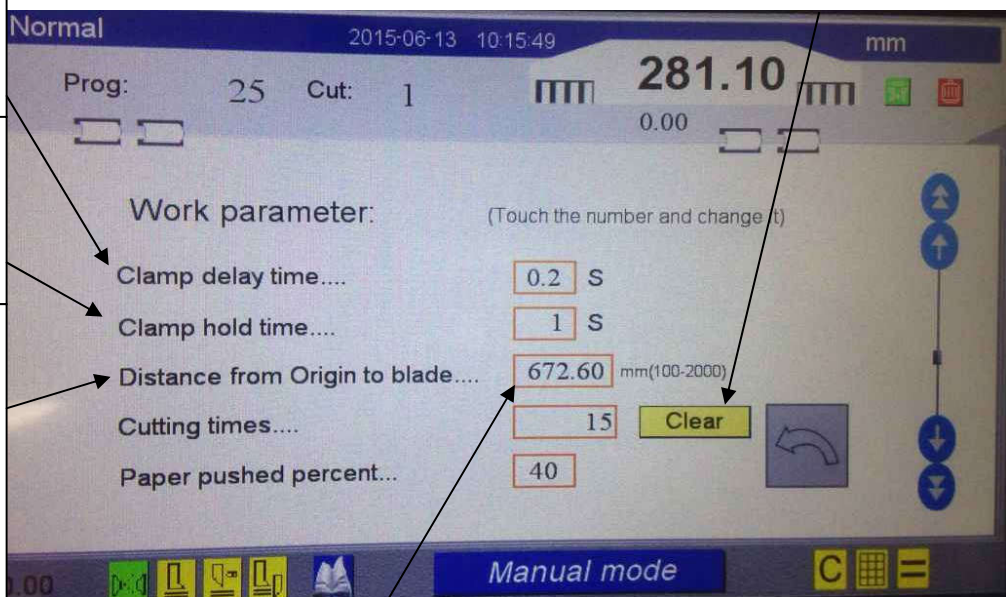 Normal 2015-06-13 10:15:49 mm
Prog: 25 Cut: 1 281.10
0.00
Work parameter: (Touch the number and change it)
Clamp delay time.... 0.2 S
Clamp hold time.... 1 S
Distance from Origin to blade.... 672.60 mm(100-2000)
Cutting times.... 15 Clear
Paper pushed percent... 40
.00 Manual mode C =